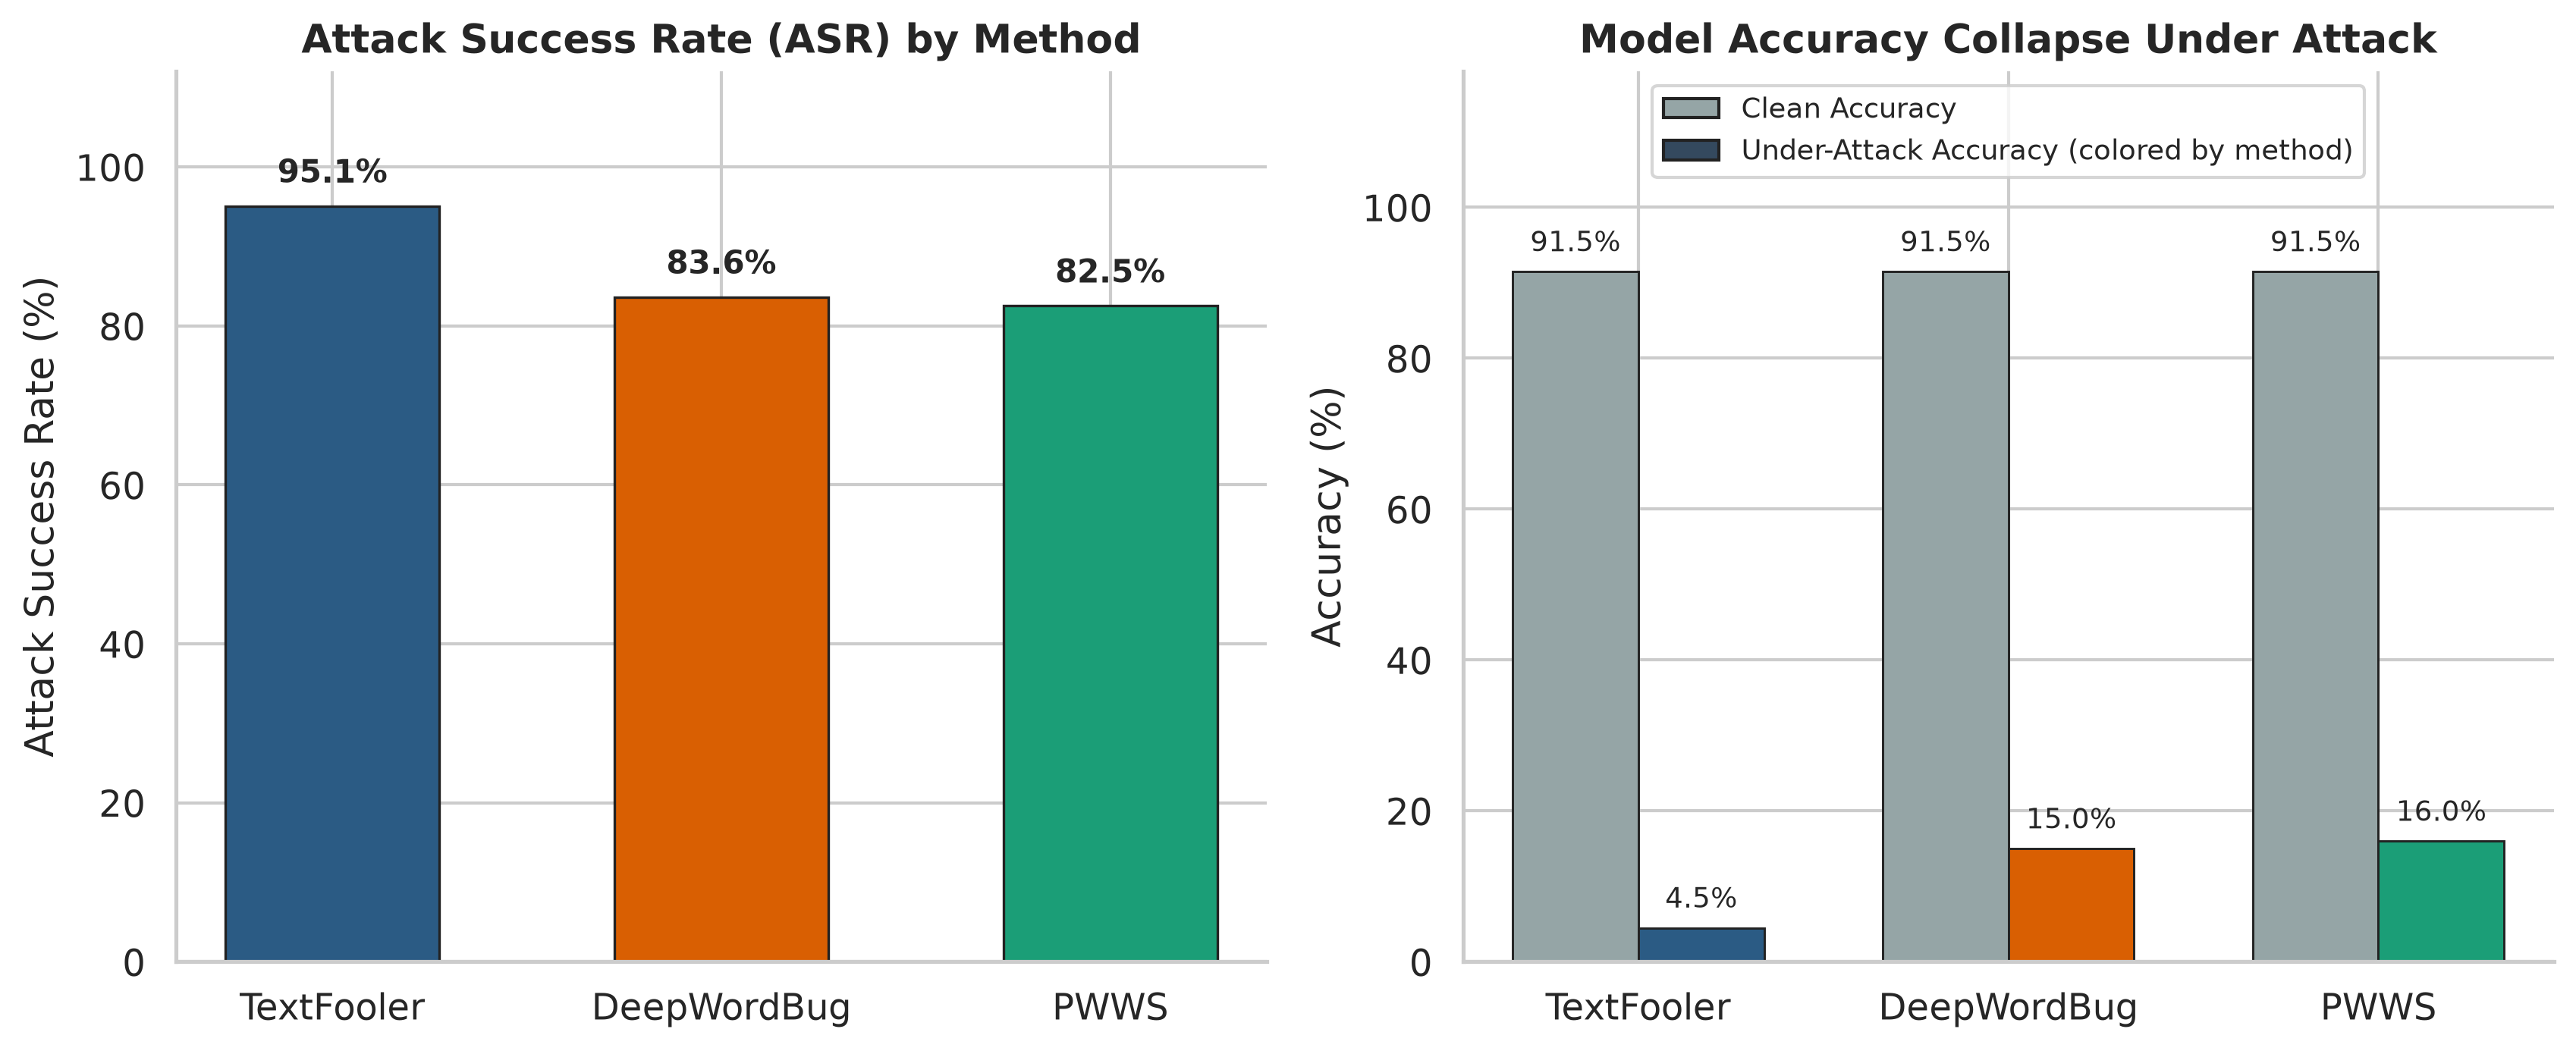 Attack Success Rate (ASR) by Method
Attack Success Rate (%)
100
80
60
40
20
0
95.1%
83.6%
82.5%
TextFooler
DeepWordBug
PWWS
Model Accuracy Collapse Under Attack
Clean Accuracy
Under-Attack Accuracy (colored by method)
Accuracy (%)
100
80
60
40
20
0
91.5%
4.5%
91.5%
15.0%
91.5%
16.0%
TextFooler
DeepWordBug
PWWS